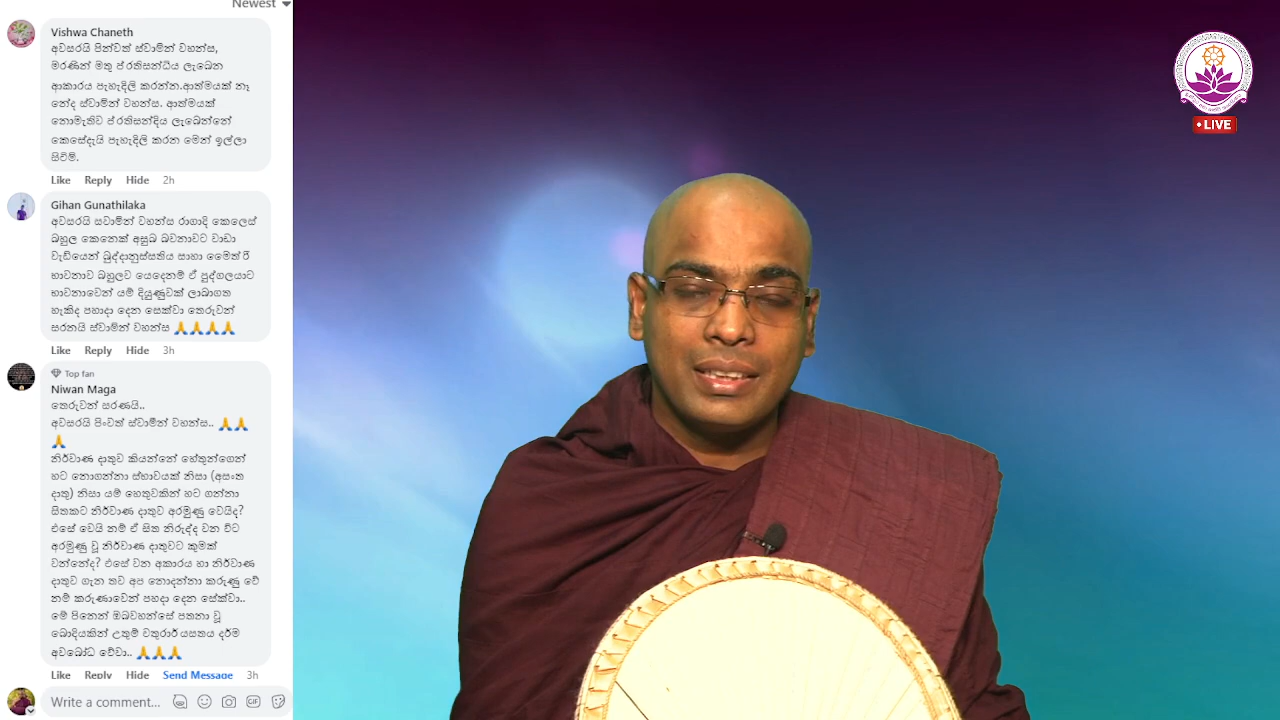 Newest
Vishwa Chaneth
අවසරයි පින්වත් ස්වාමින් වහන්ස,
මරණින් මතු ප්‍රතිසන්ධිය ලැබෙන
ආකාරය පැහැදිලි කරන්න.ආත්මයක් නෑ
නේද ස්වාමින් වහන්ස. ආත්මයක්
නොමැතිව ප්‍රතිසන්දිය ලැබෙන්නේ
කෙසේදැයි පැහැදිලි කරන මෙන් ඉල්ලා
සිටිමි.
Like Reply Hide 2h
Gihan Gunathilaka
අවසරයි සවාමින් වහන්ස රාගාදි කෙලෙස්
බහුල කෙනෙක් අසුබ බවනාවට වාඩා
වැඩියෙන් බුද්දානුස්සතිය සාහා මෛත්‍රී
භාවනාව බහුලව යෙදෙනම් ඒ පුද්ගලයාට
භාවනාවෙන් යම් දියුණුවක් ලාබාගත
හැකිද පහාදා දෙන සෙක්වා තෙරුවන්
සරනයි ස්වාමින් වහන්ස 🙏🙏🙏🙏
Like Reply Hide 3h
Top fan
Niwan Maga
තෙරුවන් සරණයි..
අවසරයි පිංවත් ස්වාමීන් වහන්ස.. 🙏🙏
🙏
නිර්වාණ දාතුව කියන්නේ හේතුන්ගෙන්
හට නොගන්නා ස්භාවයක් නිසා (අසංත
දාතු) නිසා යම් හෙතුවකින් හට ගන්නා
සිතකට නිර්වාණ දාතුව අරමුණු වෙයිද?
එසේ වෙයි නම් ඒ සික නිරුද්ද වන විට
අරමුණු වූ නිර්වාණ දාතුවට කුමක්
වන්නේද? එසේ වන අකාරය හා නිර්වාණ
දාතුව ගැන තව අප නොදන්නා කරුණු වේ
නම් කරුණාවෙන් පහදා දෙන සේක්වා..
මේ පිනෙන් ඔබවහන්සේ පතනා වූ
බොදියකින් උතුම් චතුරාර්යසතය දර්ම
අවබෝධ වේවා.. 🙏🙏🙏
Like Reply Hide Send Message 3h
Write a comment...
GIF
• LIVE